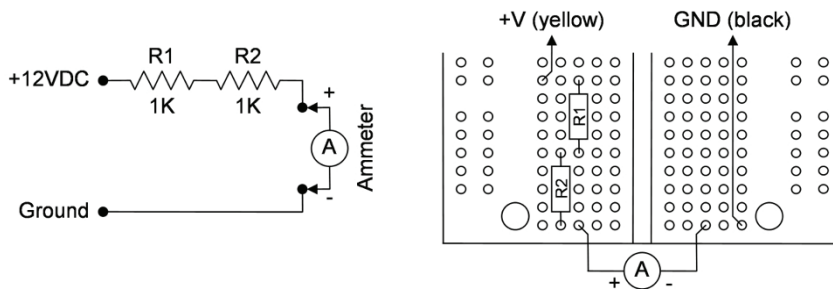 R1 R2
+12VDC
1K 1K
+
A
-
Ammeter
Ground
+V (yellow) GND (black)
R1
R2
+ A -